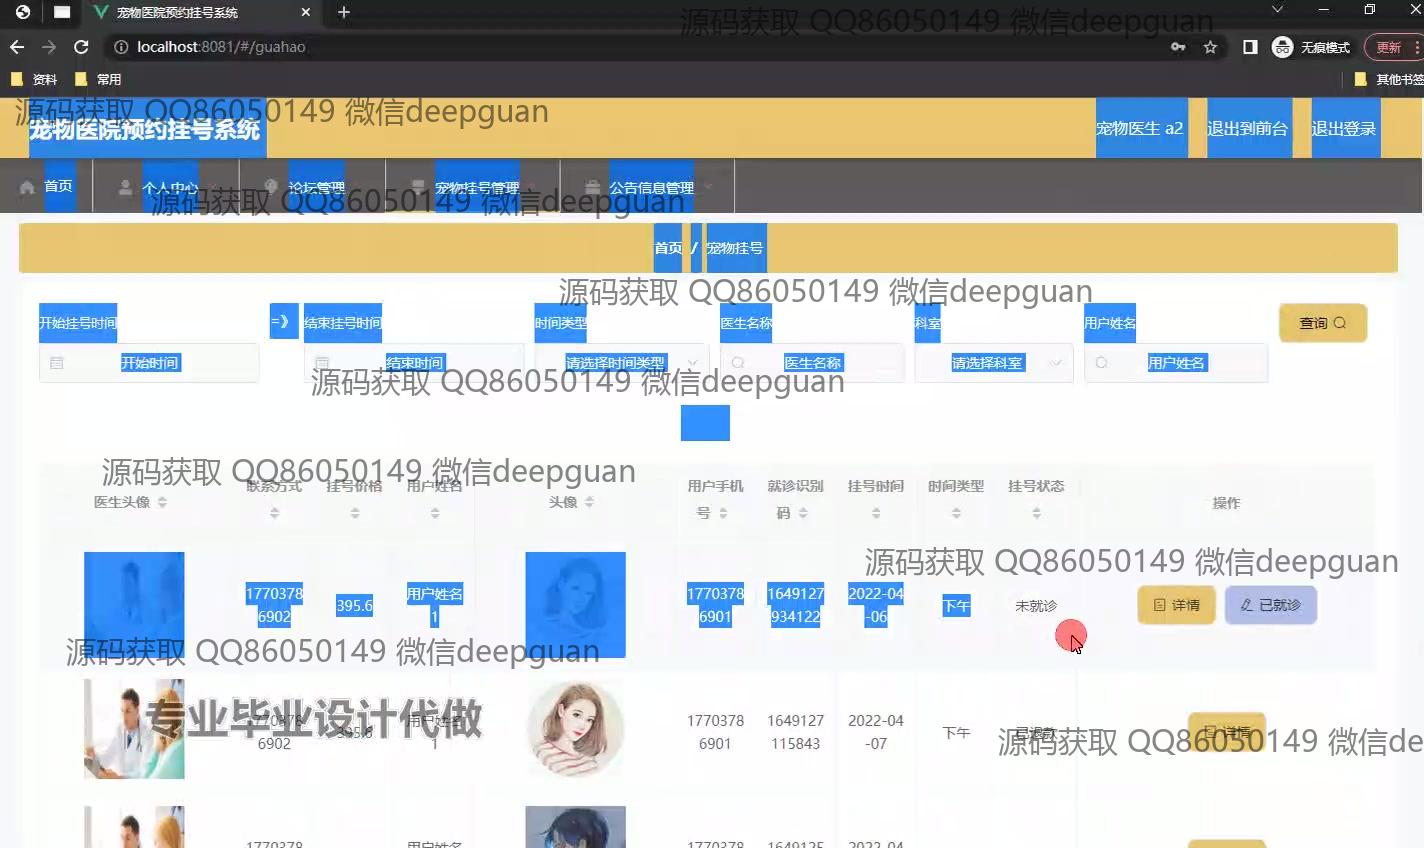 宠物医院预约挂号系统
源码获取 QQ86050149 微信deepguan
localhost:8081/#/guahao
无痕模式
更新
资料
常用
其他书签
源码获取 QQ86050149 微信deepguan
宠物医院预约挂号系统
宠物医生 a2
退出到前台
退出登录
首页
个人中心
论坛管理
宠物挂号管理
公告信息管理
源码获取 QQ86050149 微信deepguan
首页 / 宠物挂号
源码获取 QQ86050149 微信deepguan
开始挂号时间
=》
结束挂号时间
时间类型
医生名称
科室
用户姓名
查询
开始时间
结束时间
请选择时间类型
医生名称
请选择科室
用户姓名
源码获取 QQ86050149 微信deepguan
源码获取 QQ86050149 微信deepguan
医生头像
联系方式
挂号价格
用户姓名
头像
用户手机
号
就诊识别
码
挂号时间
时间类型
挂号状态
操作
源码获取 QQ86050149 微信deepguan
1770378
6902
395.6
用户姓名
1
1770378
6901
1649127
934122
2022-04
-06
下午
未就诊
详情
已就诊
源码获取 QQ86050149 微信deepguan
专业毕业设计代做
1770378
6902
395.6
用户姓名
1
1770378
6901
1649127
115843
2022-04
-07
下午
已退款
详情
源码获取 QQ86050149 微信de
1770378
用户姓名
1770378
1649125
2022-04